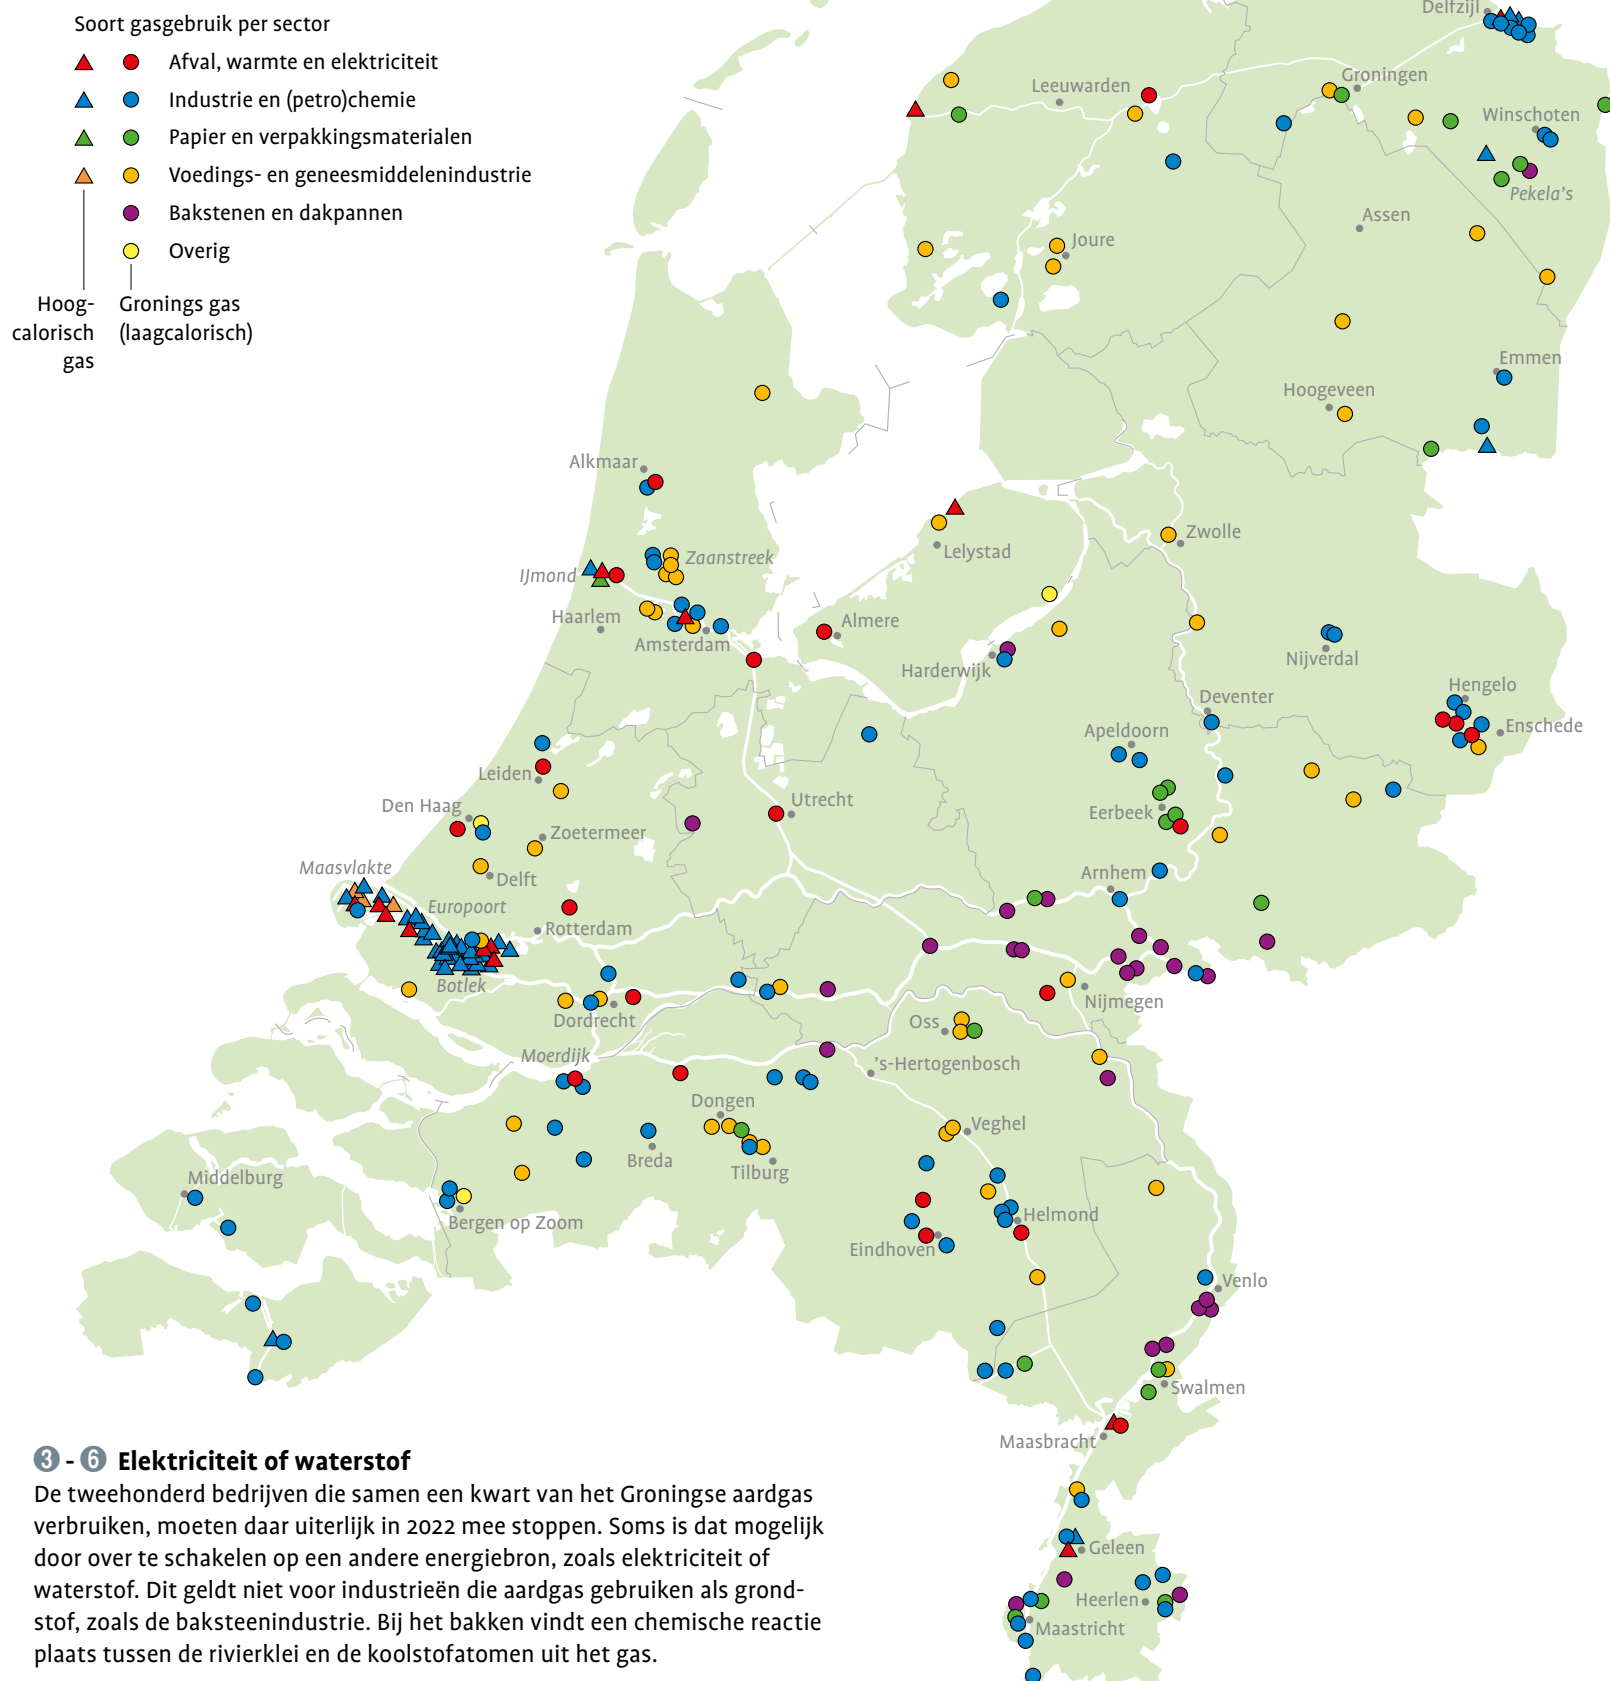 Soort gasgebruik per sector
Afval, warmte en elektriciteit
Industrie en (petro)chemie
Papier en verpakkingsmaterialen
Voedings- en geneesmiddelenindustrie
Bakstenen en dakpannen
Overig
Hoog-
calorisch
gas
Gronings gas
(laagcalorisch)
Delfzijl
Groningen
Leeuwarden
Winschoten
Pekela's
Assen
Joure
Emmen
Hoogeveen
Alkmaar
Zwolle
Lelystad
Zaanstreek
IJmond
Haarlem
Almere
Amsterdam
Nijverdal
Harderwijk
Hengelo
Deventer
Enschede
Apeldoorn
Leiden
Utrecht
Den Haag
Eerbeek
Zoetermeer
Maasvlakte
Arnhem
Delft
Europoort
Rotterdam
Botlek
Nijmegen
Dordrecht
Oss
Moerdijk
's-Hertogenbosch
Dongen
Veghel
Breda
Tilburg
Middelburg
Helmond
Bergen op Zoom
Eindhoven
Venlo
Swalmen
Maasbracht
Geleen
Heerlen
Maastricht
3 - 6 Elektriciteit of waterstof
De tweehonderd bedrijven die samen een kwart van het Groningse aardgas
verbruiken, moeten daar uiterlijk in 2022 mee stoppen. Soms is dat mogelijk
door over te schakelen op een andere energiebron, zoals elektriciteit of
waterstof. Dit geldt niet voor industrieën die aardgas gebruiken als grond-
stof, zoals de baksteenindustrie. Bij het bakken vindt een chemische reactie
plaats tussen de rivierklei en de koolstofatomen uit het gas.